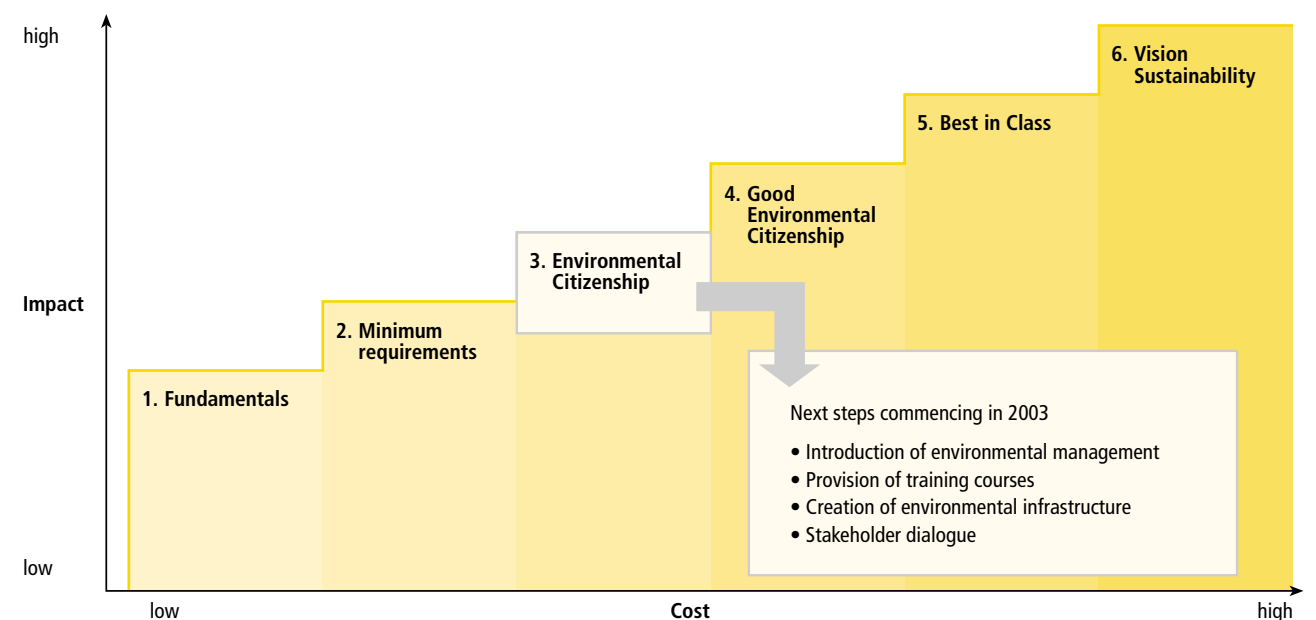 high
6. Vision
Sustainability
5. Best in Class
4. Good
Environmental
Citizenship
3. Environmental
Citizenship
Impact
2. Minimum
requirements
1. Fundamentals
Next steps commencing in 2003
• Introduction of environmental management
• Provision of training courses
• Creation of environmental infrastructure
• Stakeholder dialogue
low
low
Cost
high